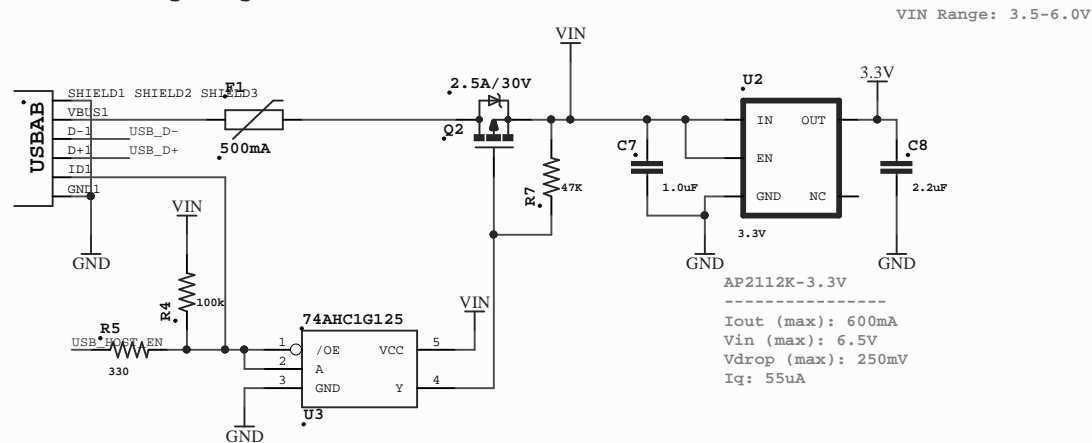 VIN Range: 3.5-6.0V
VIN
SHIELD1 SHIELD2 SHIELD3
F1
2.5A/30V
U2
3.3V
VBUS1
IN
OUT
USBAB
D-1
USB_D-
500mA
Q2
C7
C8
D+1
USB_D+
EN
ID1
R7
47K
1.0uF
2.2uF
GND1
GND
NC
VIN
3.3V
GND
GND
GND
AP2112K-3.3V
----------------
Iout (max): 600mA
Vin (max): 6.5V
Vdrop (max): 250mV
Iq: 55uA
R4
100k
VIN
74AHC1G125
R5
USB_HOST_EN
330
1
/OE
VCC
5
2
A
3
GND
Y
4
U3
GND